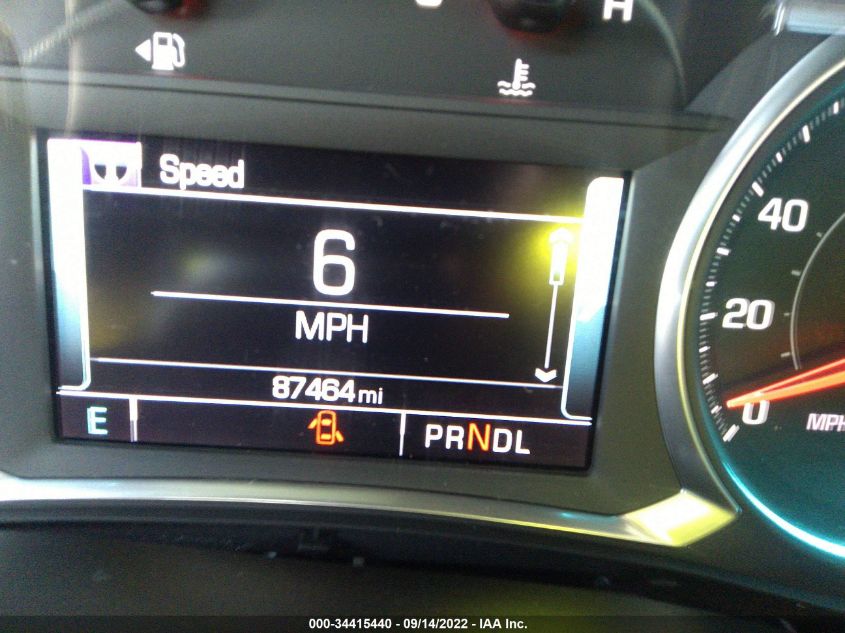 H
Speed
6
MPH
87464 mi
E
PRNDL
40
20
0
MPH
000-34415440 - 09/14/2022 - IAA Inc.